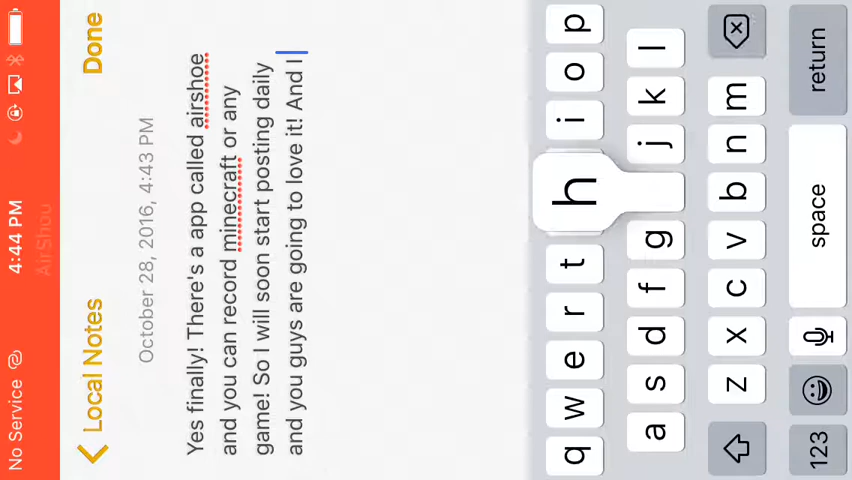 No Service 4:44 PM
AirShou
Local Notes Done
October 28, 2016, 4:43 PM
Yes finally! There's a app called airshoe
and you can record minecraft or any
game! So I will soon start posting daily
and you guys are going to love it! And I
q w e r t h i o p
a s d f g j k l
z x c v b n m
123 space return